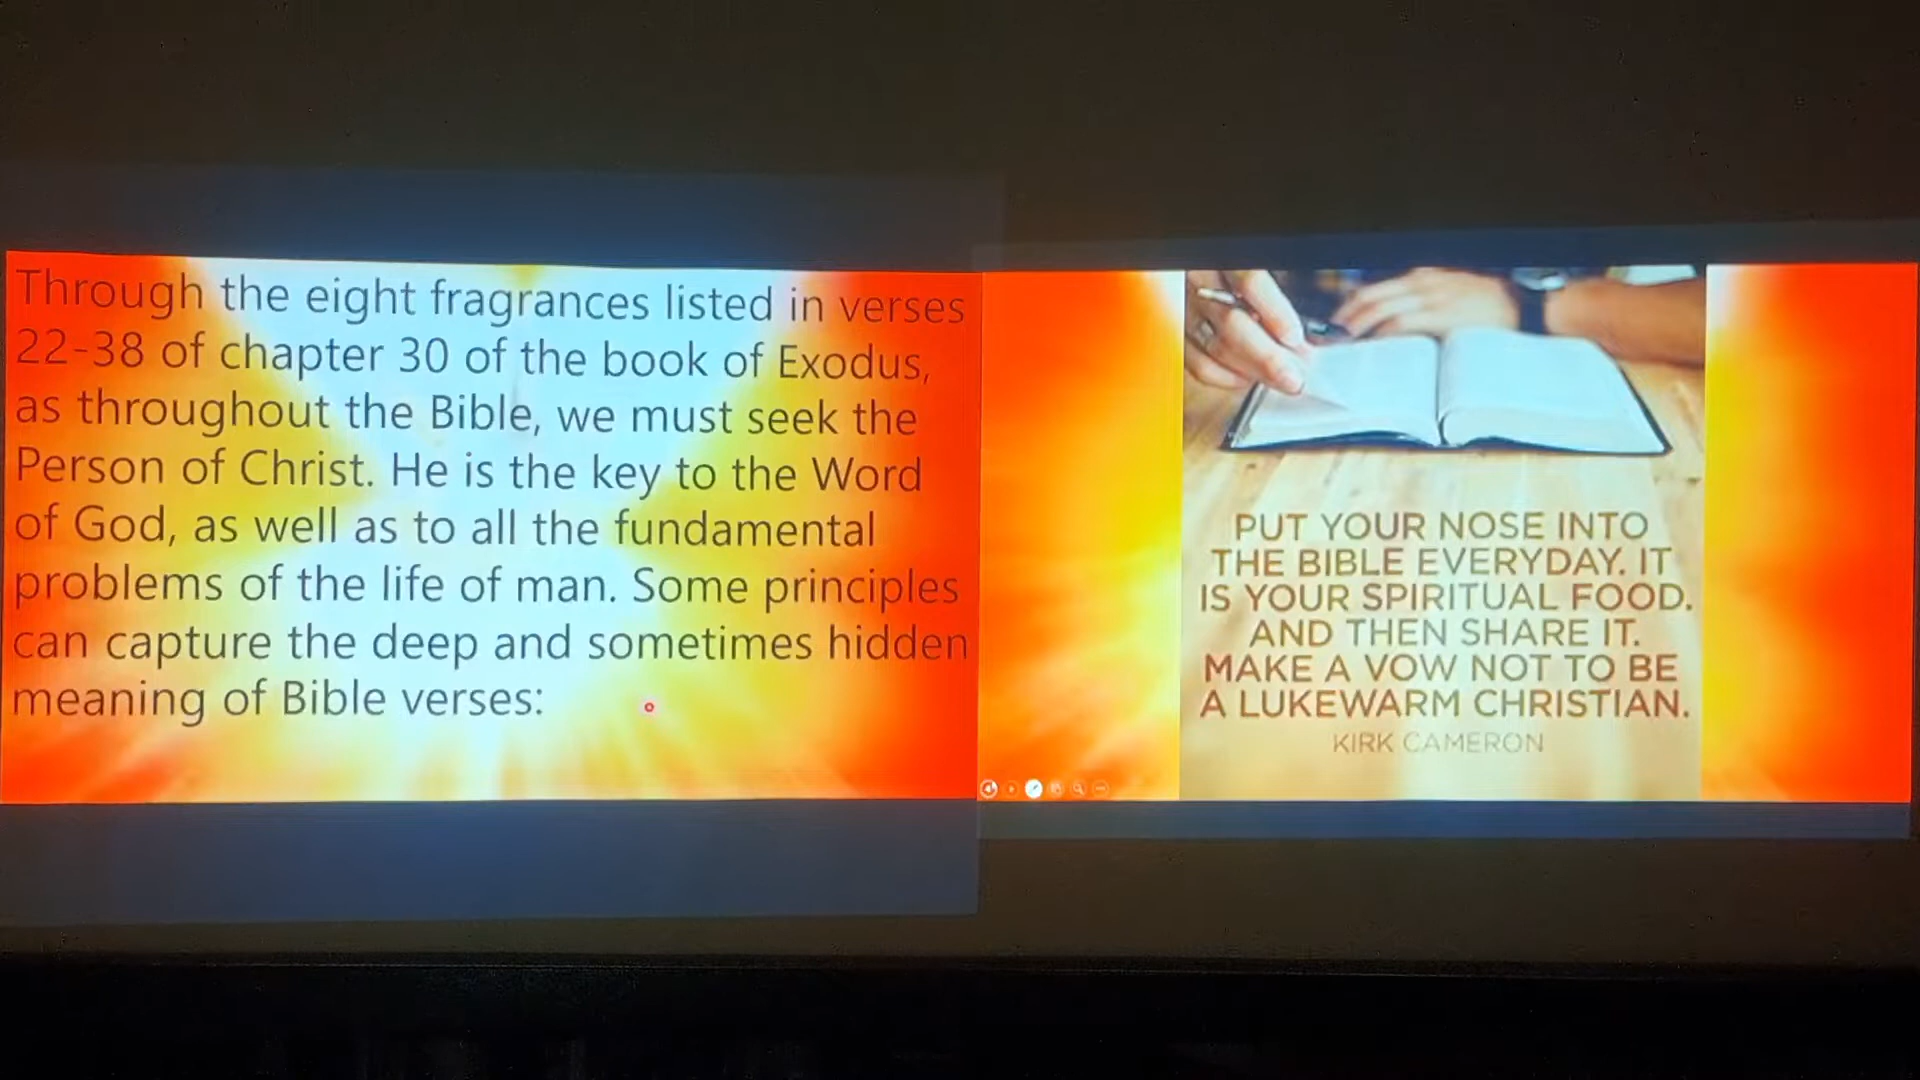 Through the eight fragrances listed in verses
22-38 of chapter 30 of the book of Exodus,
as throughout the Bible, we must seek the
Person of Christ. He is the key to the Word
of God, as well as to all the fundamental
problems of the life of man. Some principles
can capture the deep and sometimes hidden
meaning of Bible verses:
PUT YOUR NOSE INTO
THE BIBLE EVERYDAY. IT
IS YOUR SPIRITUAL FOOD.
AND THEN SHARE IT.
MAKE A VOW NOT TO BE
A LUKEWARM CHRISTIAN.
KIRK CAMERON